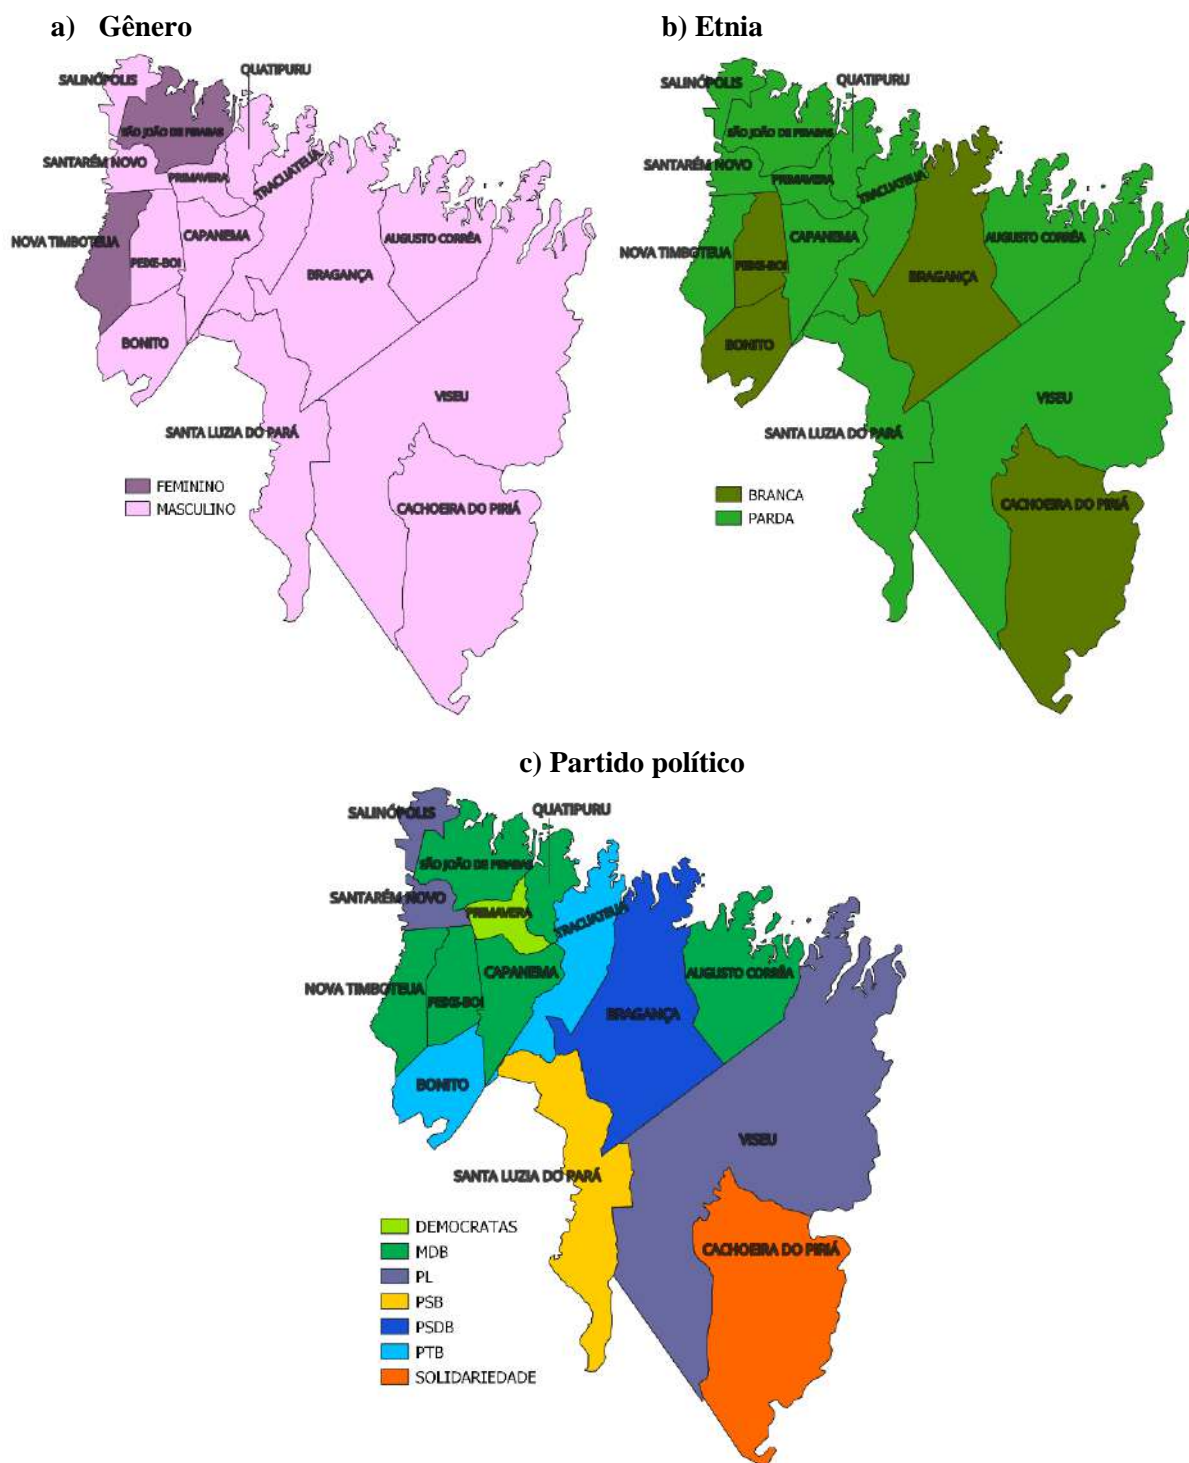 a) Gênero
b) Etnia
SALINÓPOLIS
QUATIPURU
SÃO JOÃO DE PIRABAS
SANTARÉM NOVO
PRIMAVERA
TRACUATEUA
NOVA TIMBOTEUA
CAPANEMA
PEIXE-BOI
AUGUSTO CORRÊA
BRAGANÇA
BONITO
VISEU
SANTA LUZIA DO PARÁ
CACHOEIRA DO PIRIÁ
FEMININO
MASCULINO
SALINÓPOLIS
QUATIPURU
SÃO JOÃO DE PIRABAS
SANTARÉM NOVO
PRIMAVERA
TRACUATEUA
NOVA TIMBOTEUA
CAPANEMA
PEIXE-BOI
AUGUSTO CORRÊA
BRAGANÇA
BONITO
VISEU
SANTA LUZIA DO PARÁ
CACHOEIRA DO PIRIÁ
BRANCA
PARDA
c) Partido político
SALINÓPOLIS
QUATIPURU
SÃO JOÃO DE PIRABAS
SANTARÉM NOVO
PRIMAVERA
TRACUATEUA
NOVA TIMBOTEUA
CAPANEMA
PEIXE-BOI
AUGUSTO CORRÊA
BRAGANÇA
BONITO
VISEU
SANTA LUZIA DO PARÁ
CACHOEIRA DO PIRIÁ
DEMOCRATAS
MDB
PL
PSB
PSDB
PTB
SOLIDARIEDADE